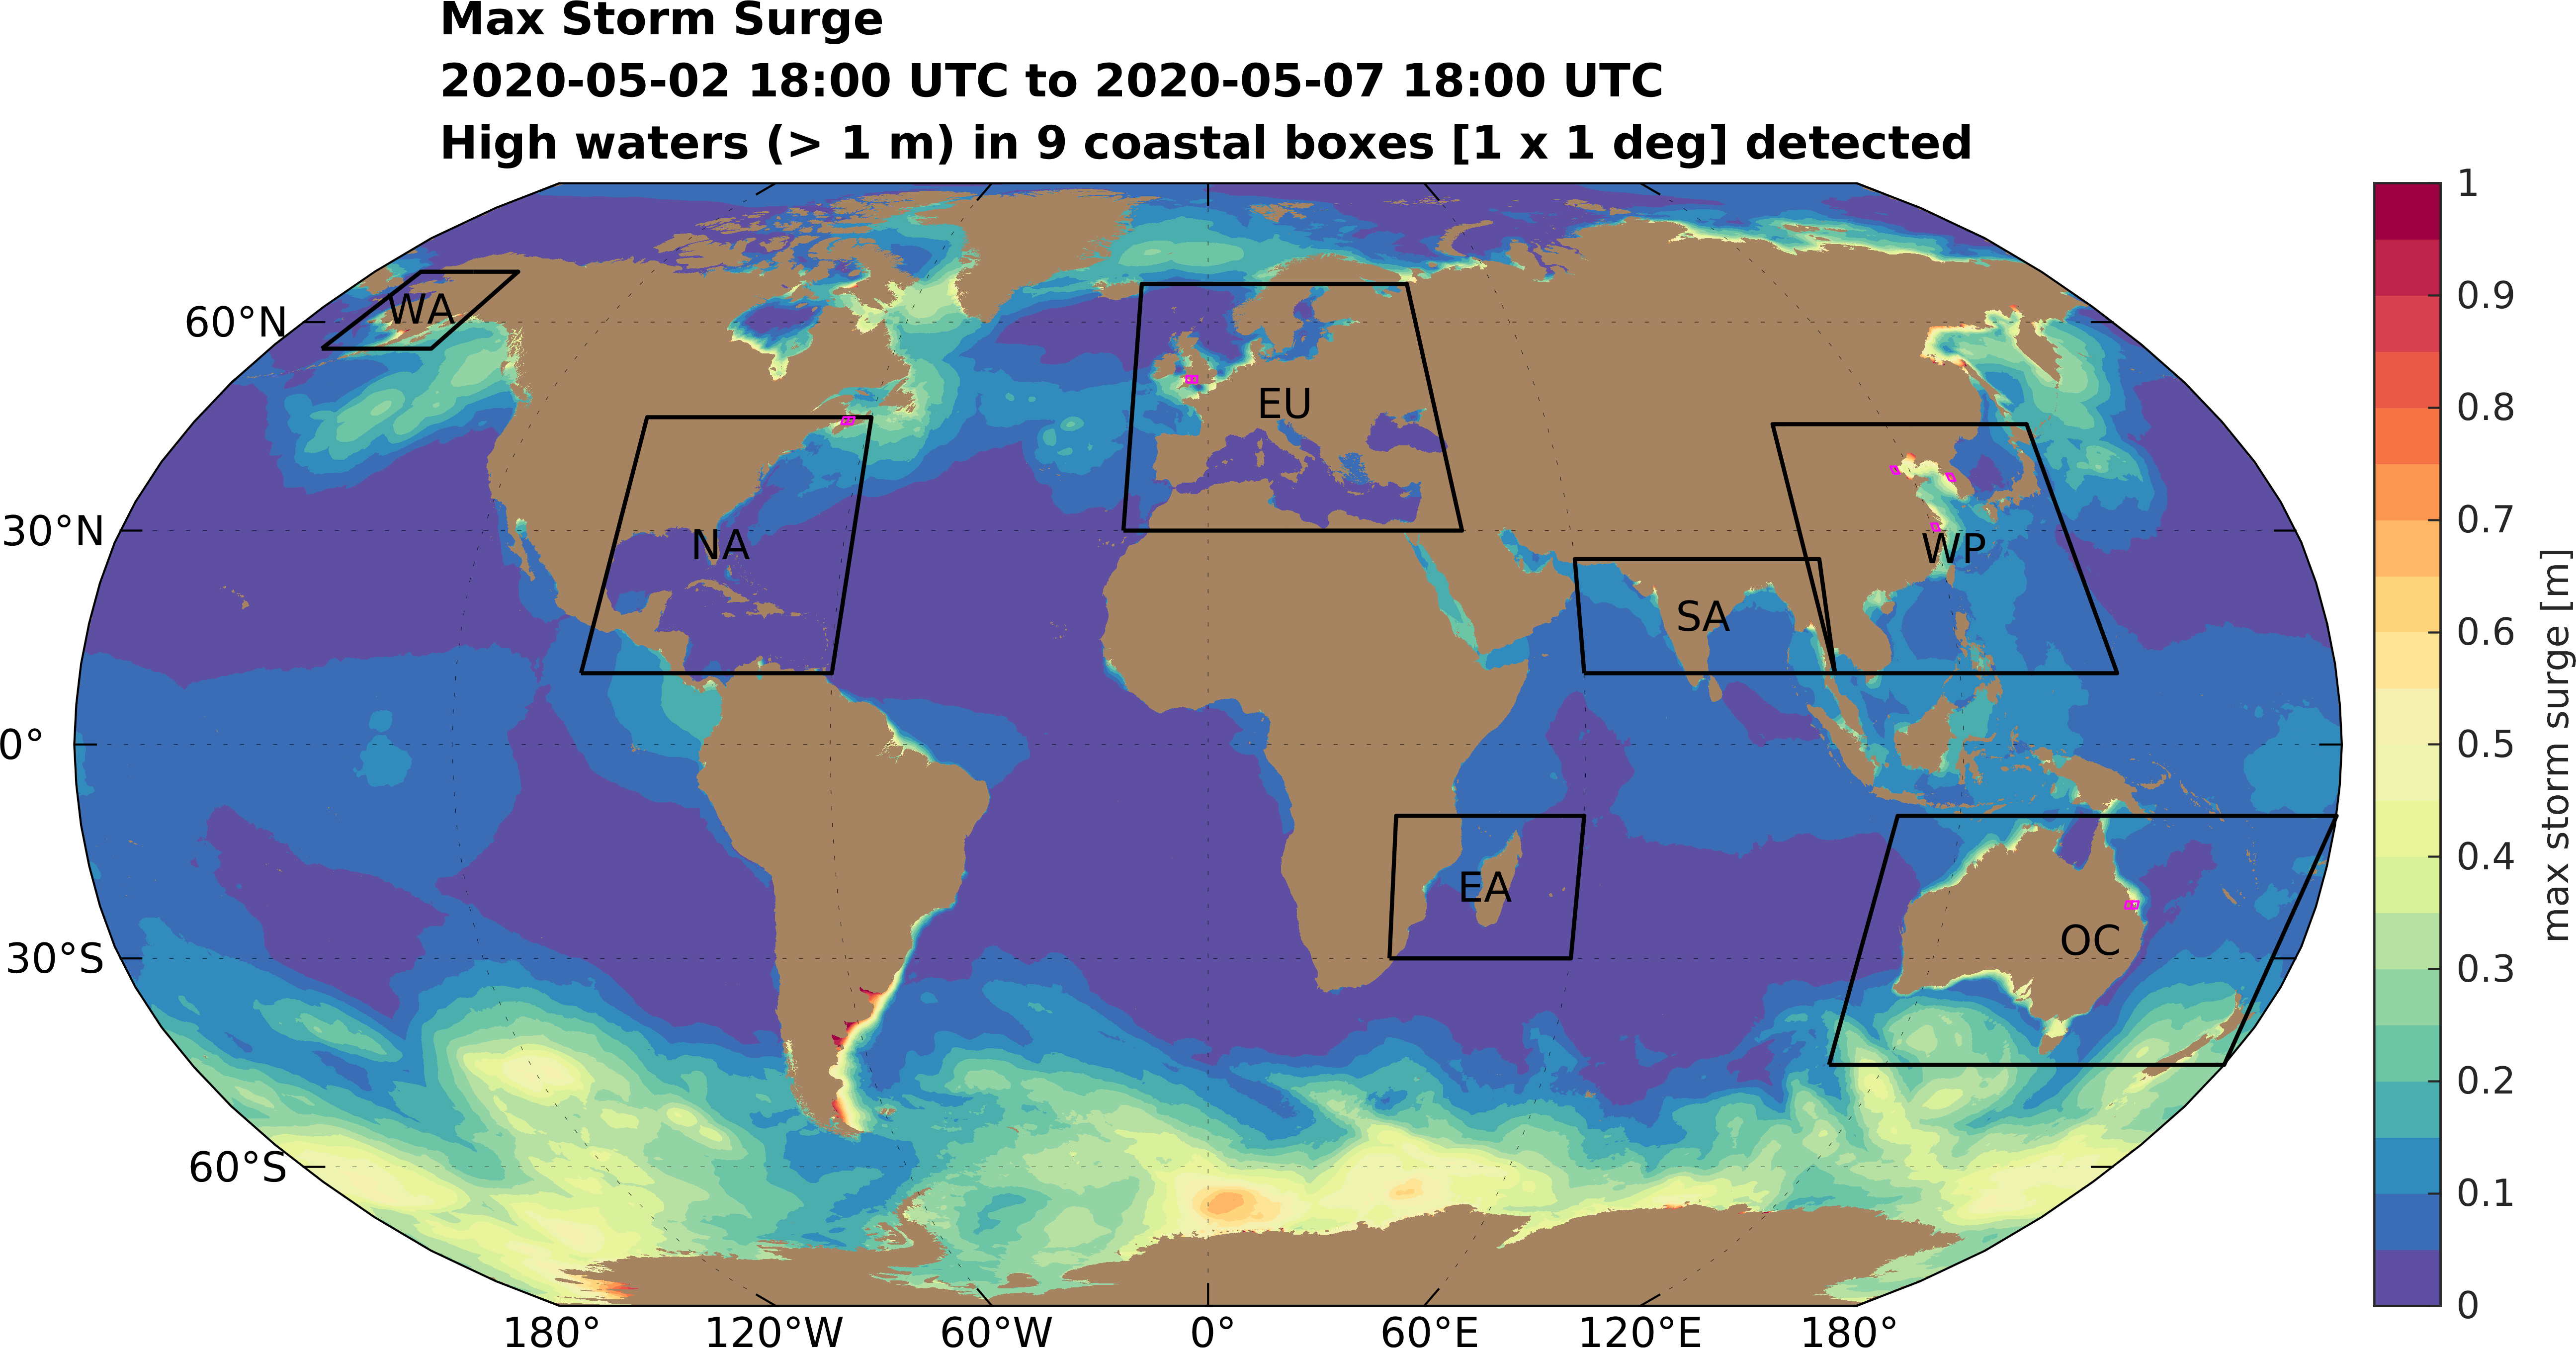 Max Storm Surge
2020-05-02 18:00 UTC to 2020-05-07 18:00 UTC
High waters (> 1 m) in 9 coastal boxes [1 x 1 deg] detected
60°N
30°N
0°
30°S
60°S
180°
120°W
60°W
0°
60°E
120°E
180°
WA
NA
EU
SA
WP
EA
OC
1
0.9
0.8
0.7
0.6
0.5
0.4
0.3
0.2
0.1
0
max storm surge [m]